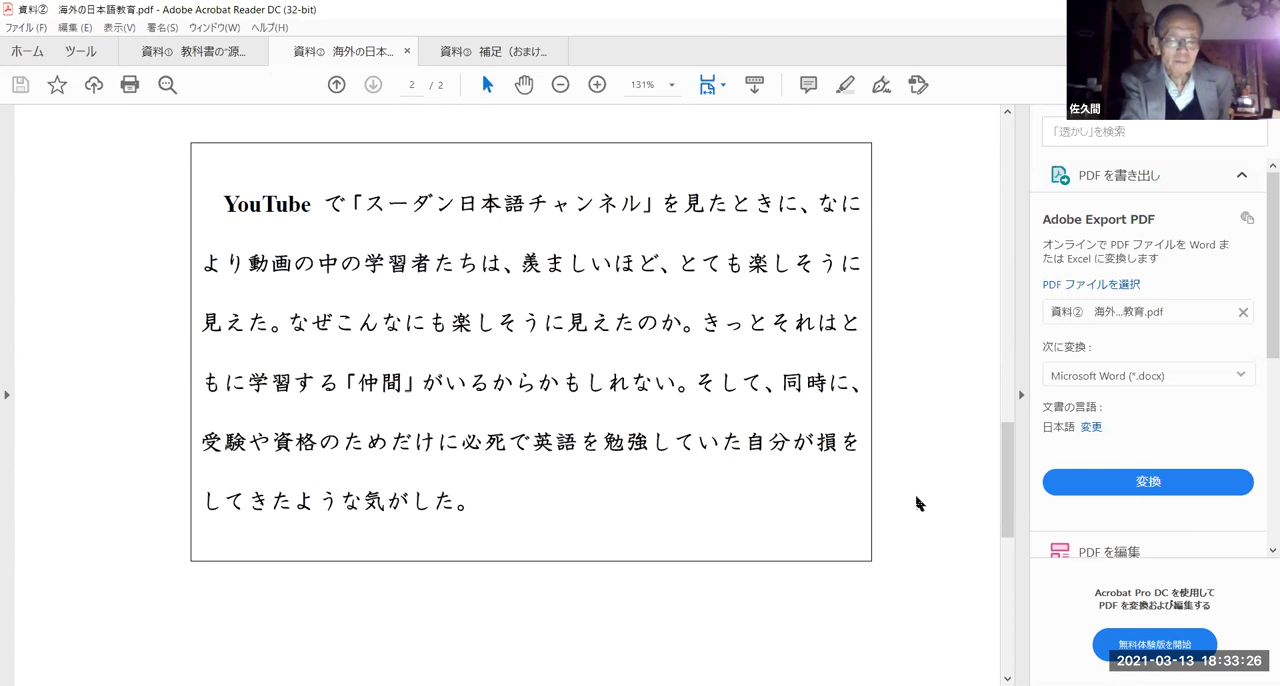 資料② 海外の日本語教育.pdf - Adobe Acrobat Reader DC (32-bit)
ファイル(F) 編集(E) 表示(V) 署名(S) ウィンドウ(W) ヘルプ(H)
ホーム ツール 資料① 教科書の"源... 資料② 海外の日本... × 資料③ 補足（おまけ...
2 / 2 131%
YouTube で「スーダン日本語チャンネル」を見たときに、なに
より動画の中の学習者たちは、羨ましいほど、とても楽しそうに
見えた。なぜこんなにも楽しそうに見えたのか。きっとそれはと
もに学習する「仲間」がいるからかもしれない。そして、同時に、
受験や資格のためだけに必死で英語を勉強していた自分が損を
してきたような気がした。
佐久間
「透かし」を検索
PDF を書き出し
Adobe Export PDF
オンラインで PDF ファイルを Word ま
たは Excel に変換します
PDF ファイルを選択
資料② 海外...教育.pdf
次に変換 :
Microsoft Word (*.docx)
文書の言語 :
日本語 変更
変換
PDF を編集
Acrobat Pro DC を使用して
PDF を変換および編集する
無料体験版を開始
2021-03-13 18:33:26